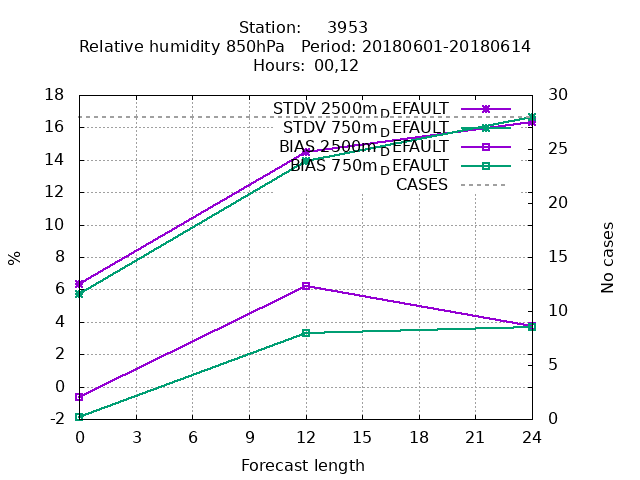 Station:     3953
Relative humidity 850hPa   Period: 20180601-20180614
Hours:  00,12
18
16
14
12
10
8
6
4
2
0
-2
%
STDV 2500m_DEFAULT
STDV 750m_DEFAULT
BIAS 2500m_DEFAULT
BIAS 750m_DEFAULT
CASES
30
25
20
15
10
5
0
No cases
0 3 6 9 12 15 18 21 24
Forecast length